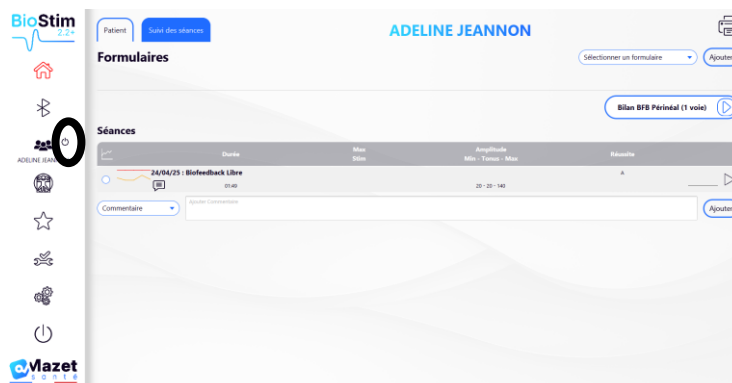 BioStim
2.2+
Patient
Suivi des séances
ADELINE JEANNON
Formulaires
Sélectionner un formulaire
Ajouter
Bilan BFB Périnéal (1 voie)
Séances
Durée
Max
Stim
Amplitude
Min - Tonus - Max
Réussite
ADELINE JEAN
24/04/25 : Biofeedback Libre
01:49
20 - 20 - 140
Commentaire
Ajouter Commentaire
Ajouter
Mazet
santé